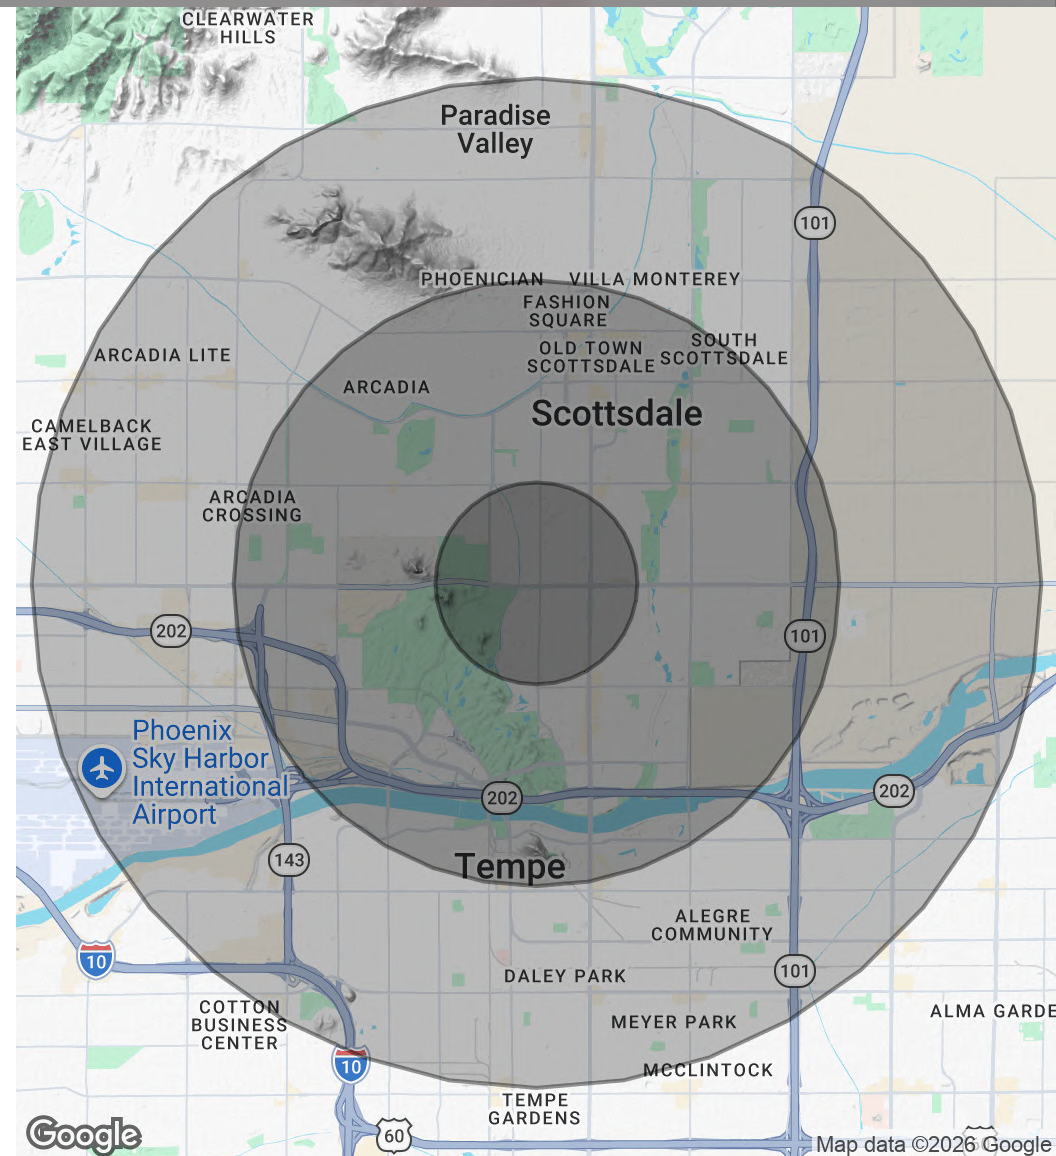 CLEARWATER
HILLS
Paradise
Valley
101
PHOENICIAN
VILLA MONTEREY
FASHION
SQUARE
ARCADIA LITE
OLD TOWN
SCOTTSDALE
SOUTH
SCOTTSDALE
ARCADIA
Scottsdale
CAMELBACK
EAST VILLAGE
ARCADIA
CROSSING
202
101
Phoenix
Sky Harbor
International
Airport
202
202
143
Tempe
ALEGRE
COMMUNITY
10
DALEY PARK
101
COTTON
BUSINESS
CENTER
MEYER PARK
ALMA GARDE
10
MCCLINTOCK
TEMPE
GARDENS
60
Google
Map data ©2026 Google